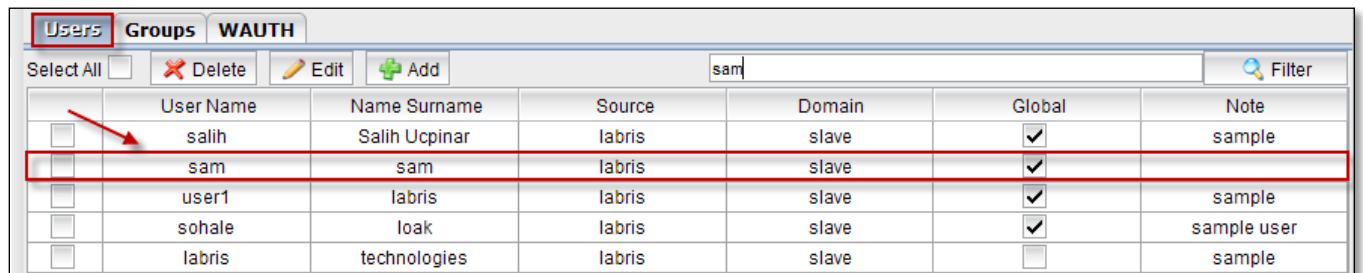 Users Groups WAUTH
Select All Delete Edit Add sam Filter
User Name Name Surname Source Domain Global Note
salih Salih Ucpinar labris slave sample
sam sam labris slave
user1 labris labris slave sample
sohale loak labris slave sample user
labris technologies labris slave sample